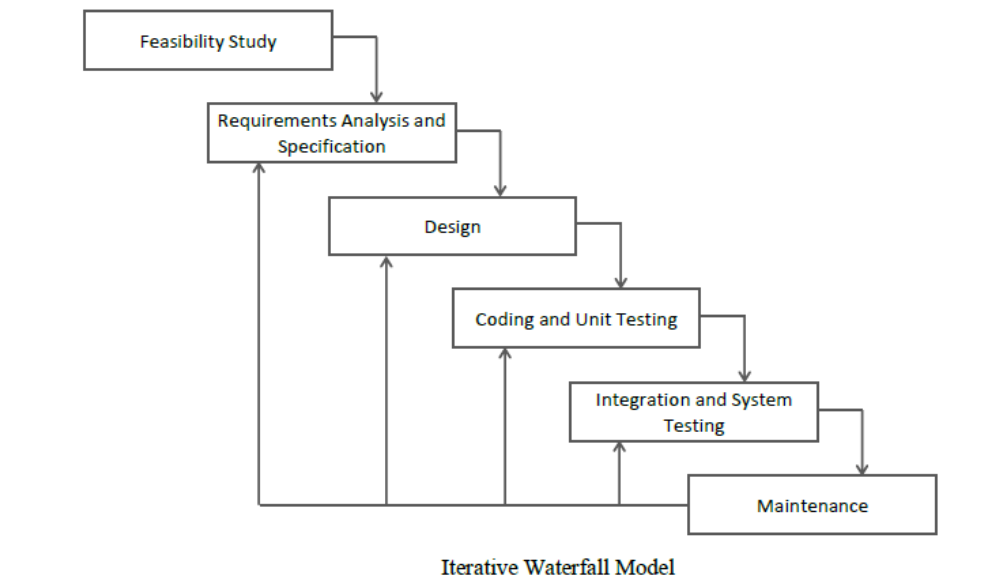 Feasibility Study
Requirements Analysis and
Specification
Design
Coding and Unit Testing
Integration and System
Testing
Maintenance
Iterative Waterfall Model